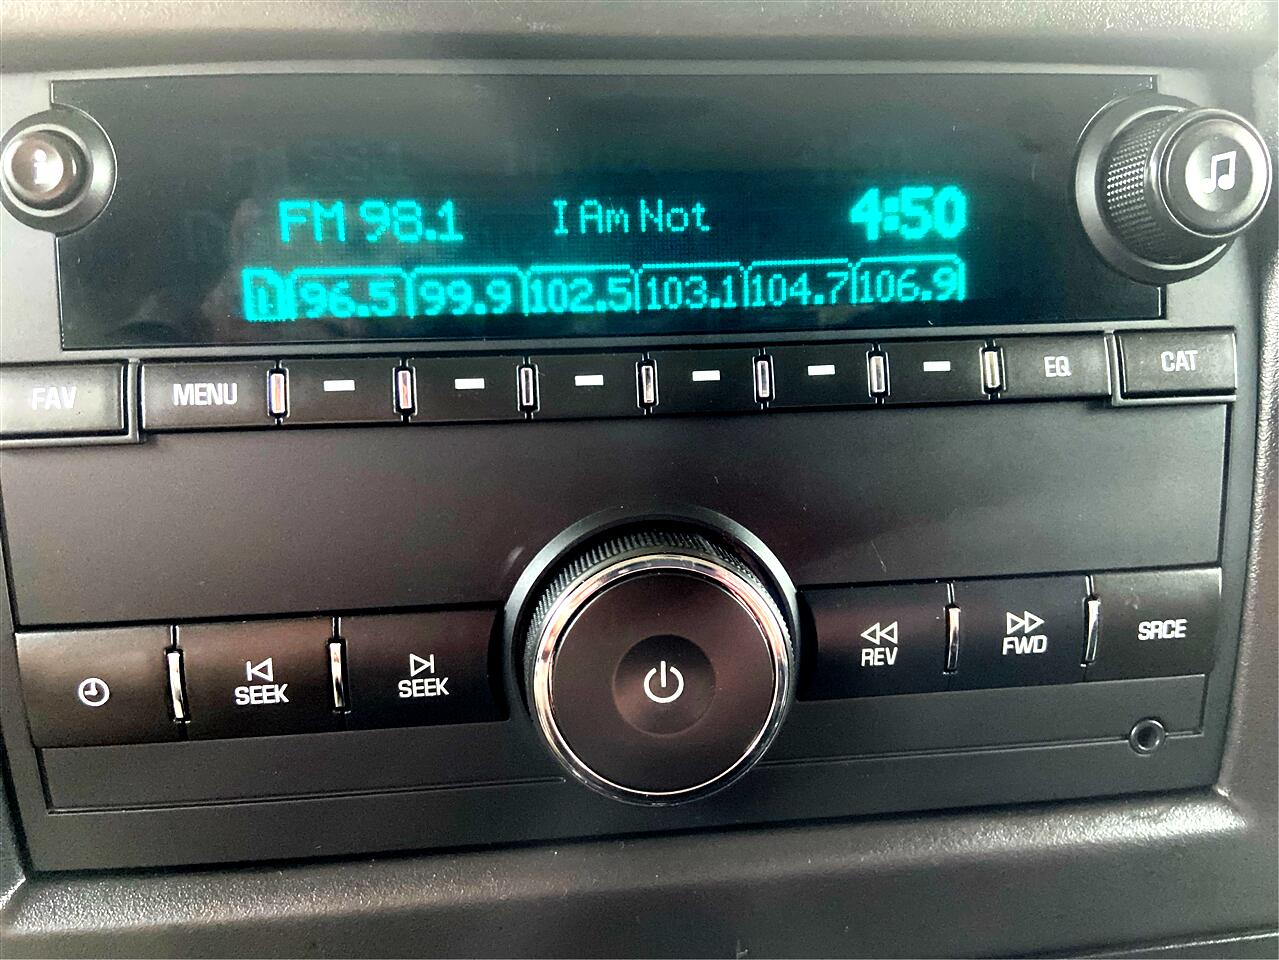 FM 98.1 I Am Not 4:50
1 96.5 99.9 102.5 103.1 104.7 106.9
FAV MENU EQ CAT
SEEK SEEK REV FWD SRCE